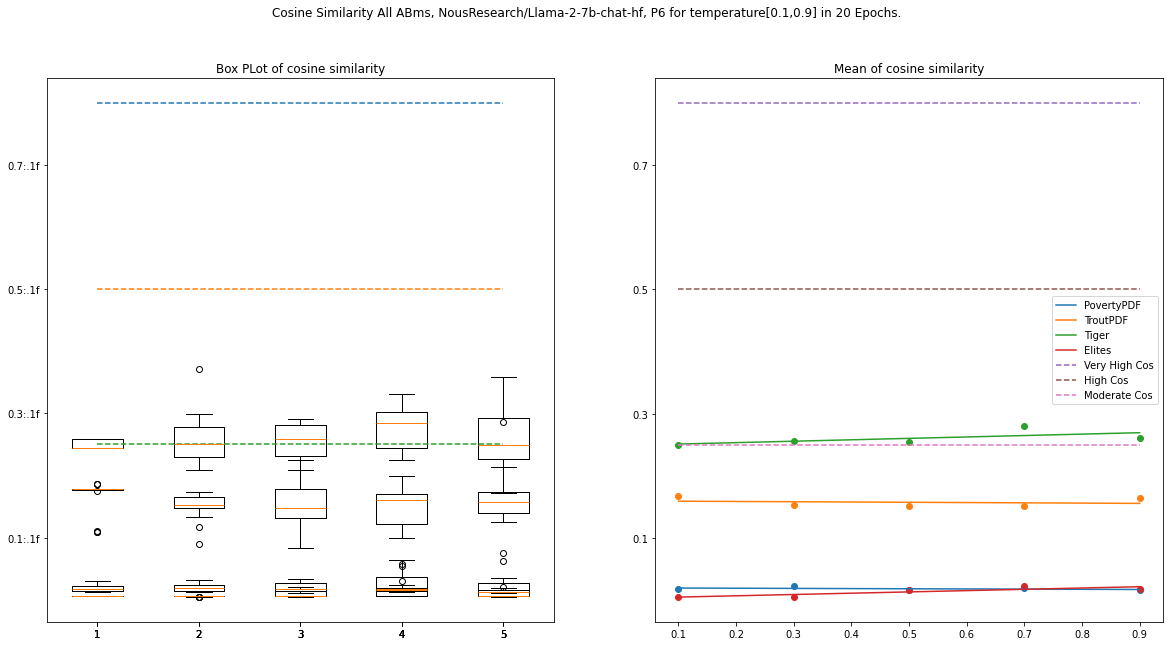 Cosine Similarity All ABms, NousResearch/Llama-2-7b-chat-hf, P6 for temperature[0.1,0.9] in 20 Epochs.
Box PLot of cosine similarity
0.7:.1f
0.5:.1f
0.3:.1f
0.1:.1f
1 2 3 4 5
Mean of cosine similarity
0.7
0.5
0.3
0.1
PovertyPDF
TroutPDF
Tiger
Elites
Very High Cos
High Cos
Moderate Cos
0.1 0.2 0.3 0.4 0.5 0.6 0.7 0.8 0.9